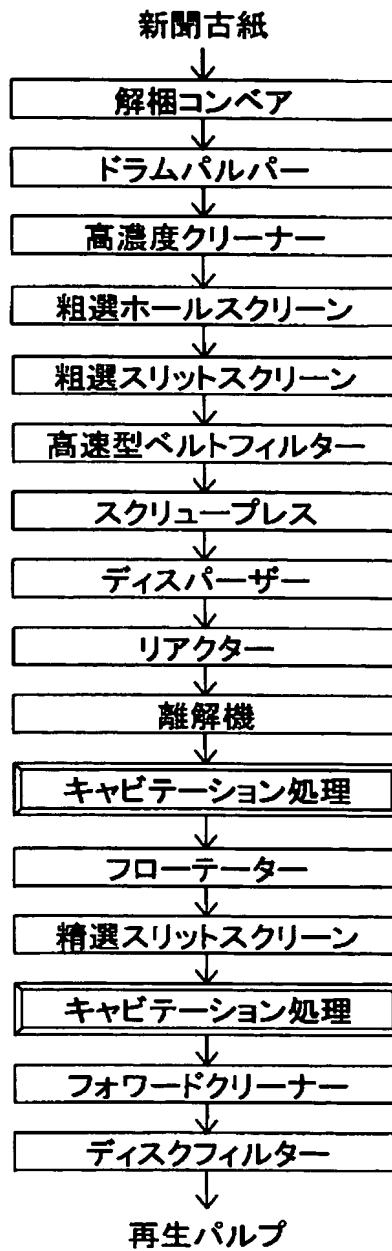 新聞古紙
解梱コンベア
ドラムパルパー
高濃度クリーナー
粗選ホールスクリーン
粗選スリットスクリーン
高速型ベルトフィルター
スクリュープレス
ディスパーザー
リアクター
離解機
キャビテーション処理
フローテーター
精選スリットスクリーン
キャビテーション処理
フォワードクリーナー
ディスクフィルター
再生パルプ